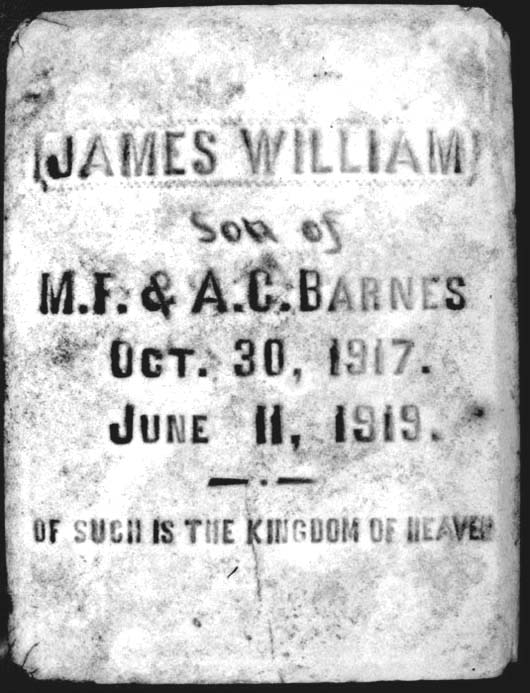 JAMES WILLIAM
Son of
M.F. & A.C. BARNES
OCT. 30, 1917.
JUNE 11, 1919.
OF SUCH IS THE KINGDOM OF HEAVEN